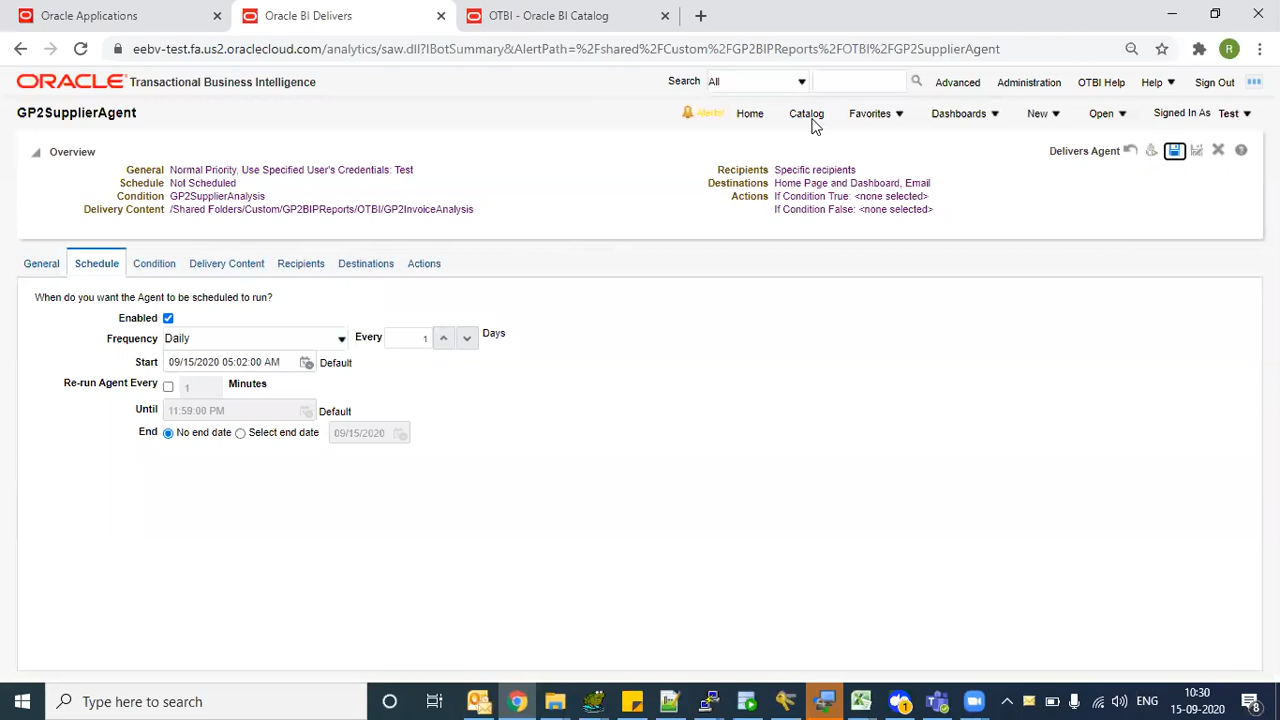 Oracle Applications
Oracle BI Delivers
OTBI - Oracle BI Catalog
eebv-test.fa.us2.oraclecloud.com/analytics/saw.dll?IBotSummary&AlertPath=%2Fshared%2FCustom%2FGP2BIPReports%2FOTBI%2FGP2SupplierAgent
R
ORACLE Transactional Business Intelligence
Search All
Advanced Administration OTBI Help Help Sign Out
GP2SupplierAgent
Alerts! Home Catalog Favorites Dashboards New Open Signed In As Test
Overview
Delivers Agent
General Normal Priority, Use Specified User's Credentials: Test
Schedule Not Scheduled
Condition GP2SupplierAnalysis
Delivery Content /Shared Folders/Custom/GP2BIPReports/OTBI/GP2InvoiceAnalysis
Recipients Specific recipients
Destinations Home Page and Dashboard, Email
Actions If Condition True: <none selected>
If Condition False: <none selected>
General Schedule Condition Delivery Content Recipients Destinations Actions
When do you want the Agent to be scheduled to run?
Enabled
Frequency Daily Every 1 Days
Start 09/15/2020 05:02:00 AM Default
Re-run Agent Every 1 Minutes
Until 11:59:00 PM Default
End No end date Select end date 09/15/2020
Type here to search
1
ENG
10:30
15-09-2020
8